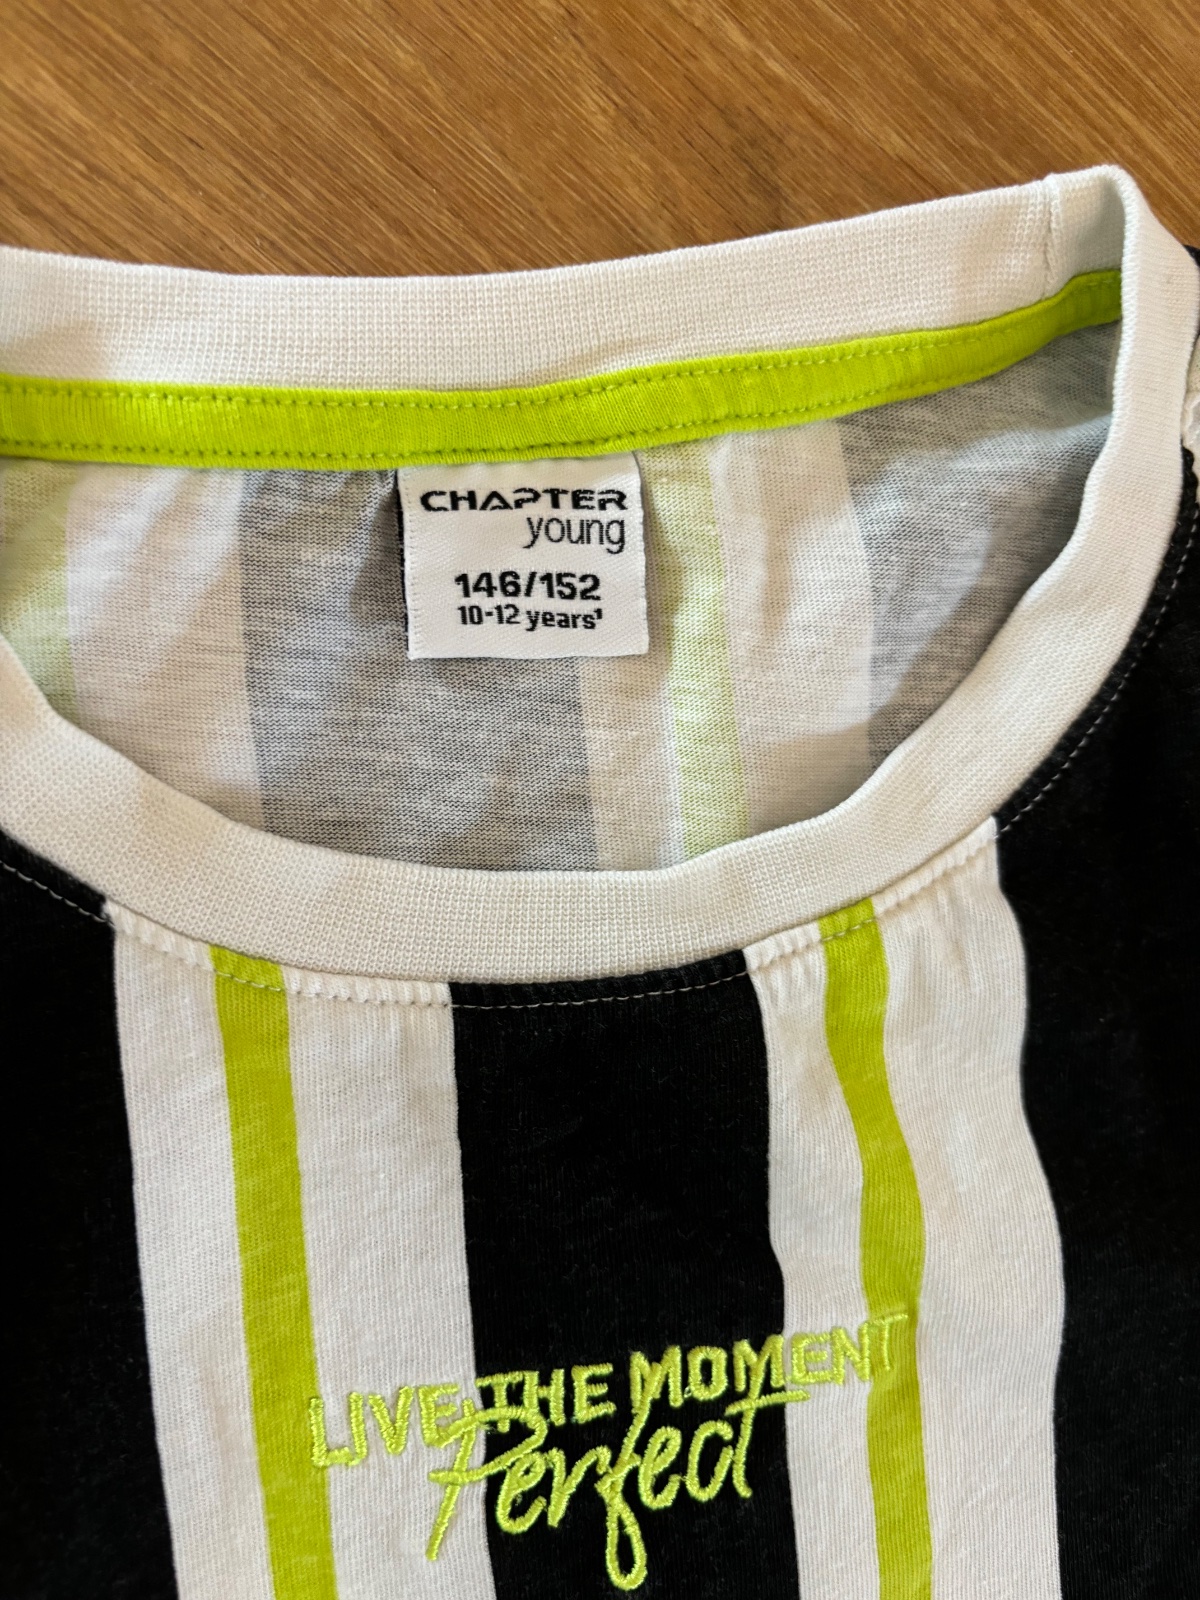 CHAPTER
young
146/152
10-12 years¹
LIVE THE MOMENT
Perfect